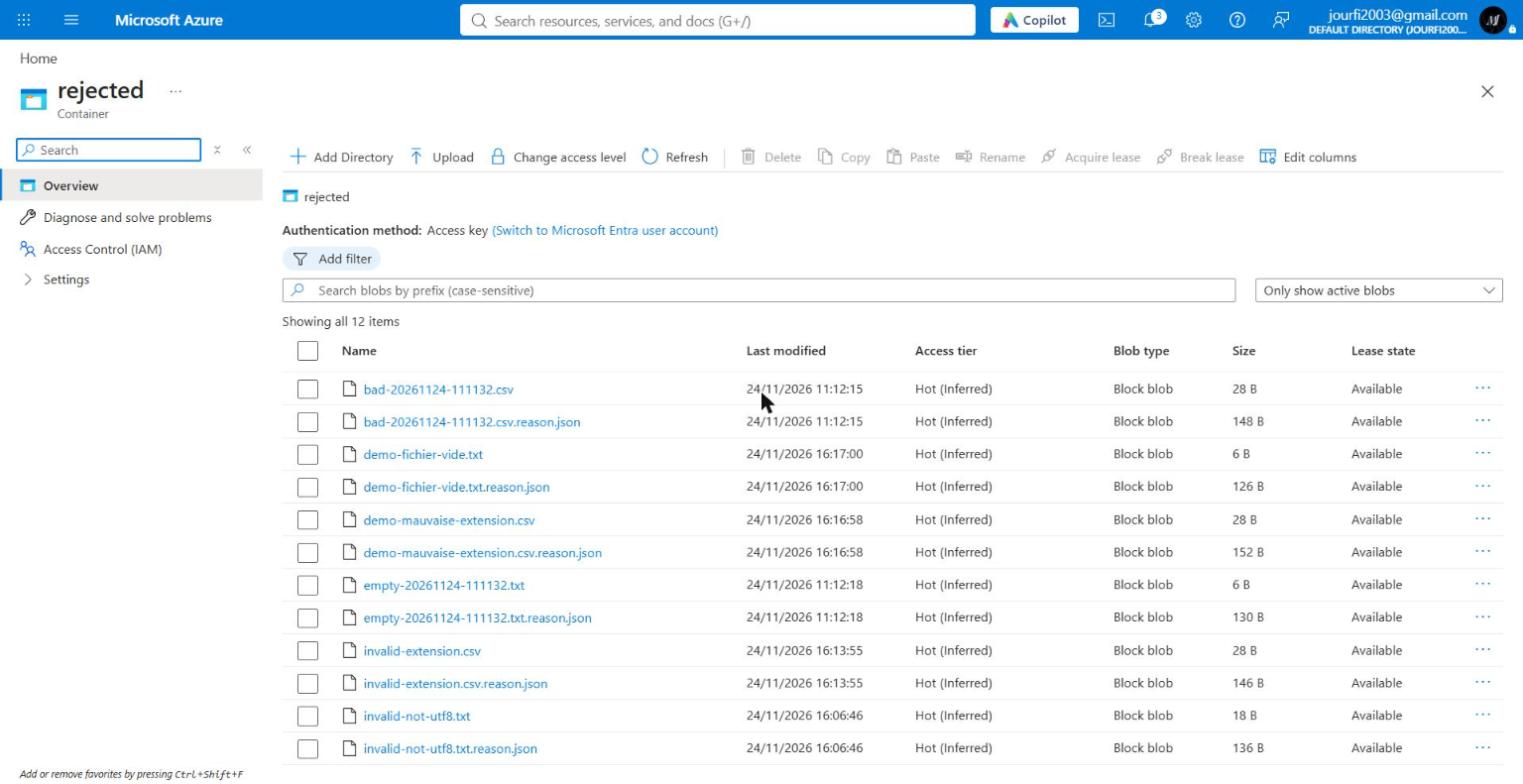 Microsoft Azure
Search resources, services, and docs (G+/)
Copilot
3
jourfi2003@gmail.com
DEFAULT DIRECTORY (JOURFI200...
Home
rejected
...
Container
Search
Add Directory
Upload
Change access level
Refresh
Delete
Copy
Paste
Rename
Acquire lease
Break lease
Edit columns
Overview
Diagnose and solve problems
Access Control (IAM)
Settings
rejected
Authentication method: Access key (Switch to Microsoft Entra user account)
Add filter
Search blobs by prefix (case-sensitive)
Only show active blobs
Showing all 12 items
Name Last modified Access tier Blob type Size Lease state
bad-20261124-111132.csv 24/11/2026 11:12:15 Hot (Inferred) Block blob 28 B Available ...
bad-20261124-111132.csv.reason.json 24/11/2026 11:12:15 Hot (Inferred) Block blob 148 B Available ...
demo-fichier-vide.txt 24/11/2026 16:17:00 Hot (Inferred) Block blob 6 B Available ...
demo-fichier-vide.txt.reason.json 24/11/2026 16:17:00 Hot (Inferred) Block blob 126 B Available ...
demo-mauvaise-extension.csv 24/11/2026 16:16:58 Hot (Inferred) Block blob 28 B Available ...
demo-mauvaise-extension.csv.reason.json 24/11/2026 16:16:58 Hot (Inferred) Block blob 152 B Available ...
empty-20261124-111132.txt 24/11/2026 11:12:18 Hot (Inferred) Block blob 6 B Available ...
empty-20261124-111132.txt.reason.json 24/11/2026 11:12:18 Hot (Inferred) Block blob 130 B Available ...
invalid-extension.csv 24/11/2026 16:13:55 Hot (Inferred) Block blob 28 B Available ...
invalid-extension.csv.reason.json 24/11/2026 16:13:55 Hot (Inferred) Block blob 146 B Available ...
invalid-not-utf8.txt 24/11/2026 16:06:46 Hot (Inferred) Block blob 18 B Available ...
invalid-not-utf8.txt.reason.json 24/11/2026 16:06:46 Hot (Inferred) Block blob 136 B Available ...
Add or remove favorites by pressing Ctrl+Shift+F